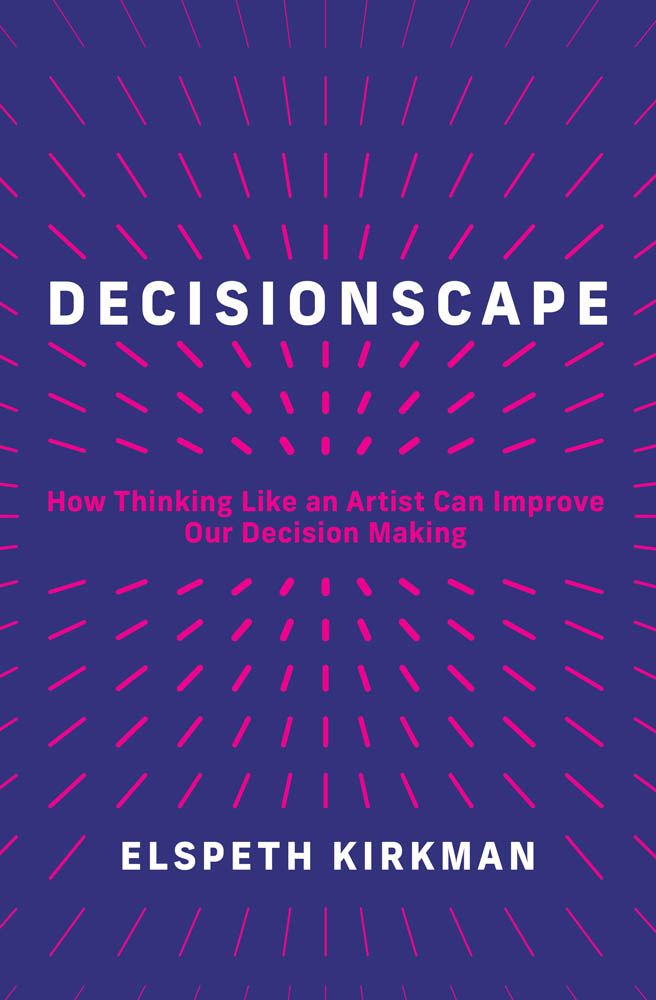 DECISIONSCAPE
How Thinking Like an Artist Can Improve
Our Decision Making
ELSPETH KIRKMAN